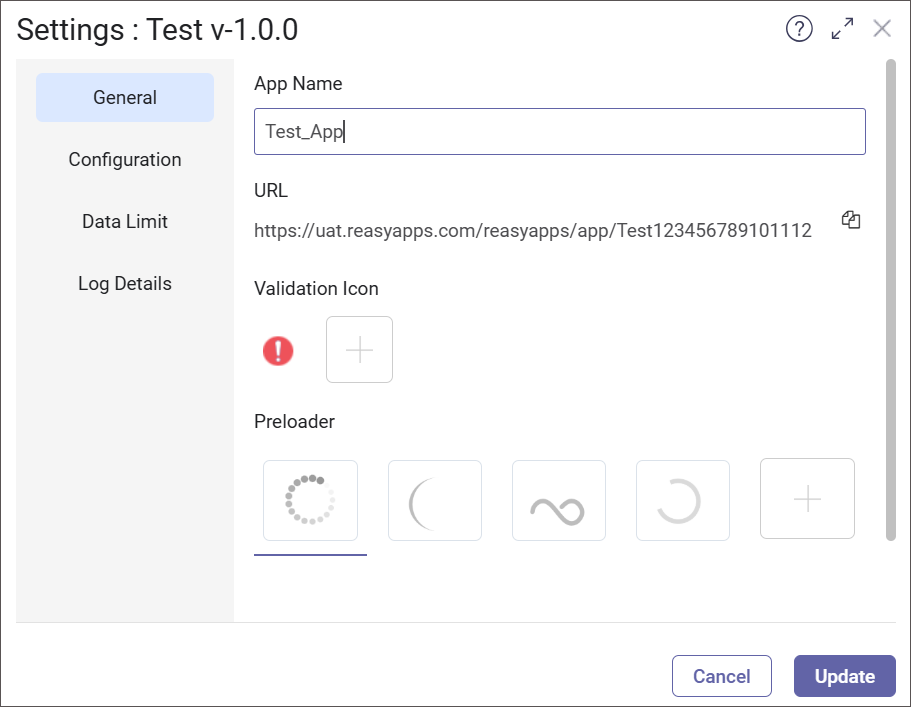 Settings : Test v-1.0.0
General
Configuration
Data Limit
Log Details
App Name
Test_App
URL
https://uat.reasyapps.com/reasyapps/app/Test123456789101112
Validation Icon
Preloader
Cancel
Update